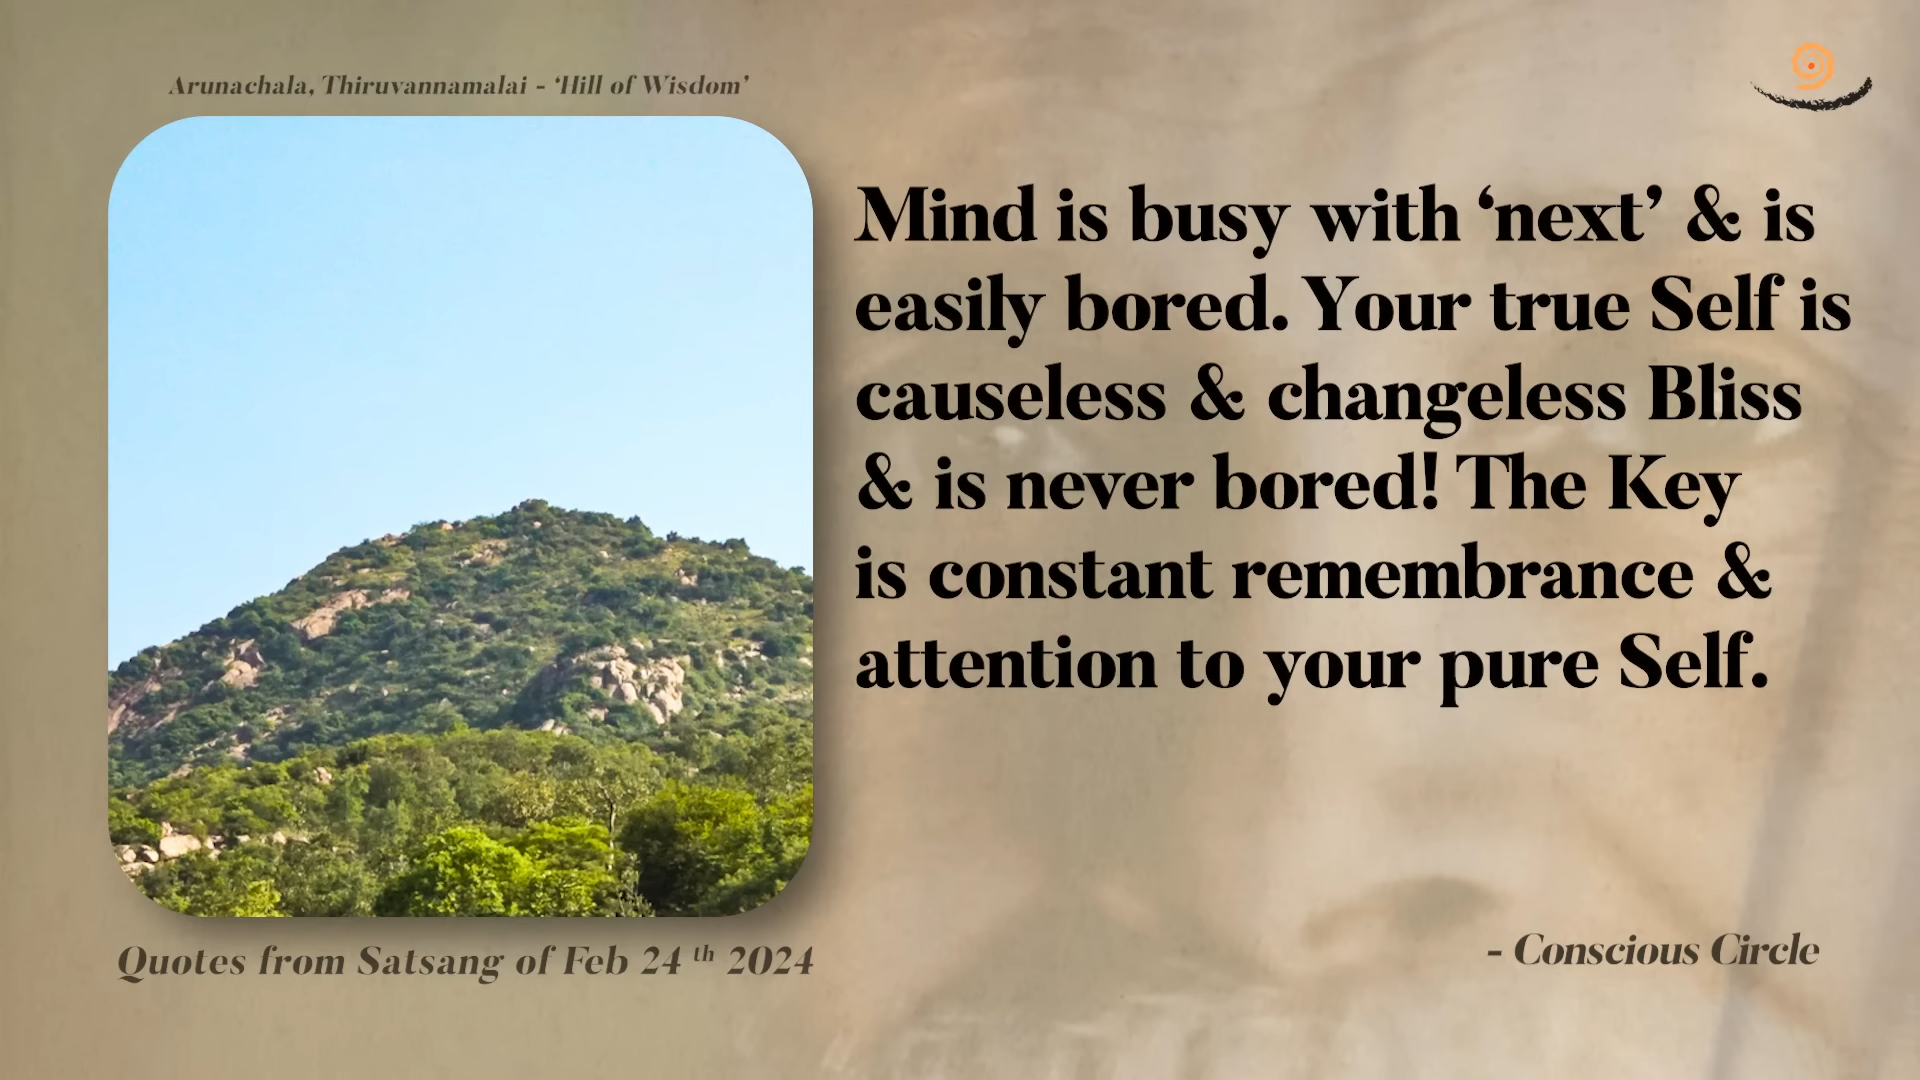 Arunachala, Thiruvannamalai - ‘Hill of Wisdom’
Mind is busy with ‘next’ & is
easily bored. Your true Self is
causeless & changeless Bliss
& is never bored! The Key
is constant remembrance &
attention to your pure Self.
Quotes from Satsang of Feb 24 th 2024
- Conscious Circle